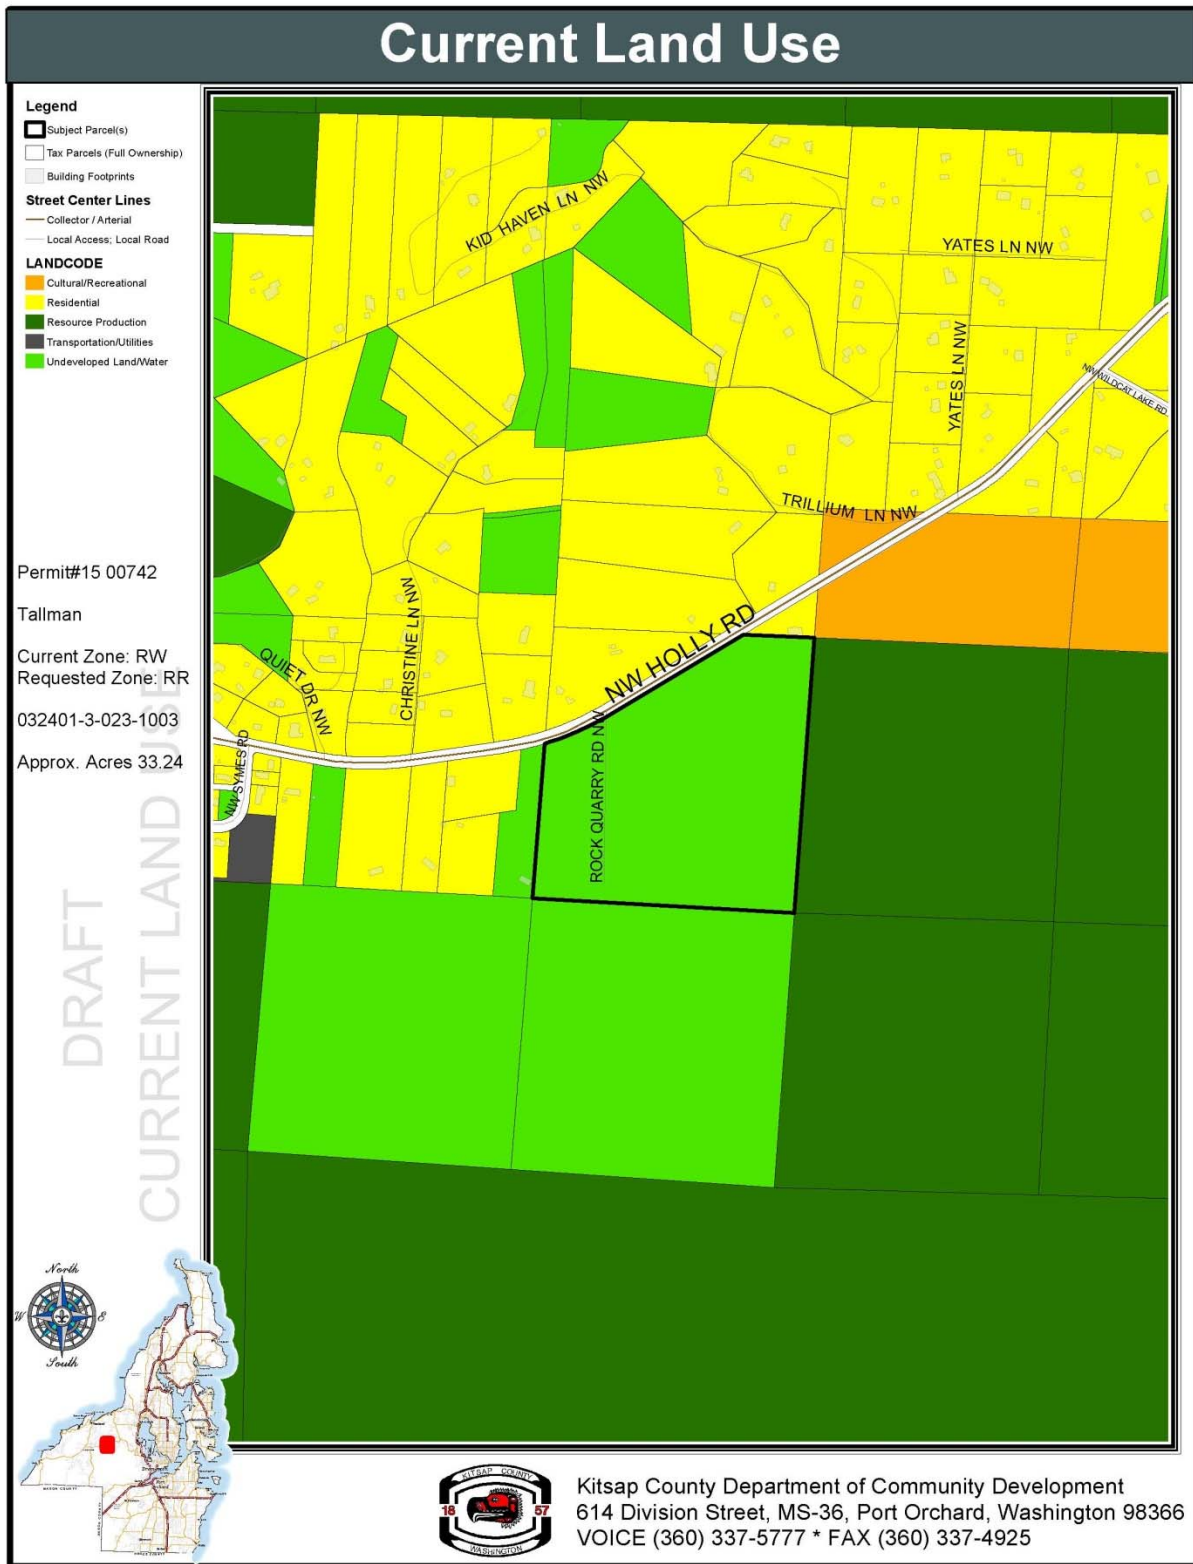 Current Land Use
Legend
Subject Parcel(s)
Tax Parcels (Full Ownership)
Building Footprints
Street Center Lines
Collector / Arterial
Local Access; Local Road
LANDCODE
Cultural/Recreational
Residential
Resource Production
Transportation/Utilities
Undeveloped Land/Water
Permit#15 00742
Tallman
Current Zone: RW
Requested Zone: RR
032401-3-023-1003
Approx. Acres 33.24
DRAFT
CURRENT LAND USE
KID HAVEN LN NW
YATES LN NW
YATES LN NW
NW WILDCAT LAKE RD
TRILLIUM LN NW
CHRISTINE LN NW
QUIET DR NW
NW HOLLY RD
NW SYMES RD
ROCK QUARRY RD NW
North
W
E
South
KITSAP COUNTY
18 57
WASHINGTON
Kitsap County Department of Community Development
614 Division Street, MS-36, Port Orchard, Washington 98366
VOICE (360) 337-5777 * FAX (360) 337-4925